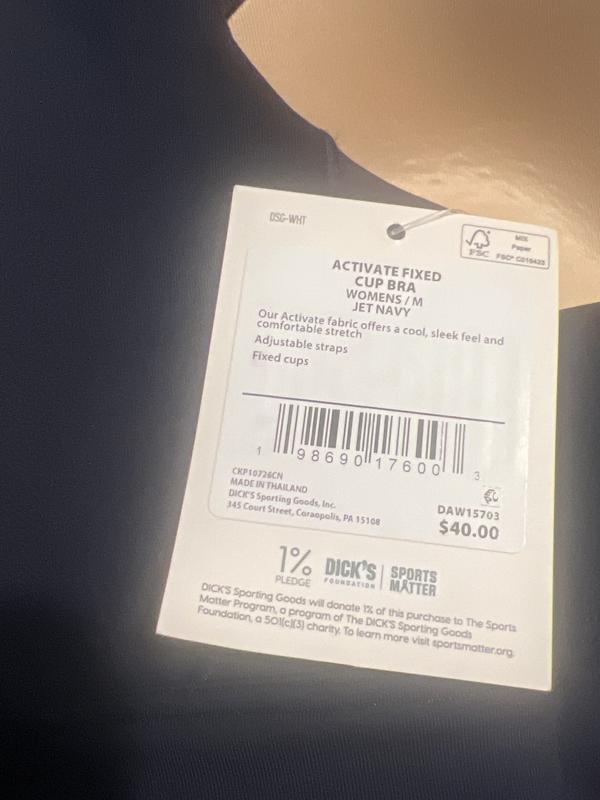 DSG-WHT
FSC
MIX
Paper
FSC® C016423
ACTIVATE FIXED
CUP BRA
WOMENS / M
JET NAVY
Our Activate fabric offers a cool, sleek feel and
comfortable stretch
Adjustable straps
Fixed cups
1 98690 17600 3
CKP10726CN
MADE IN THAILAND
DICK'S Sporting Goods, Inc.
345 Court Street, Coraopolis, PA 15108
DAW15703
$40.00
1%
PLEDGE
DICK'S
FOUNDATION
SPORTS
MATTER
DICK'S Sporting Goods will donate 1% of this purchase to The Sports
Matter Program, a program of The DICK'S Sporting Goods
Foundation, a 501(c)(3) charity. To learn more visit sportsmatter.org.